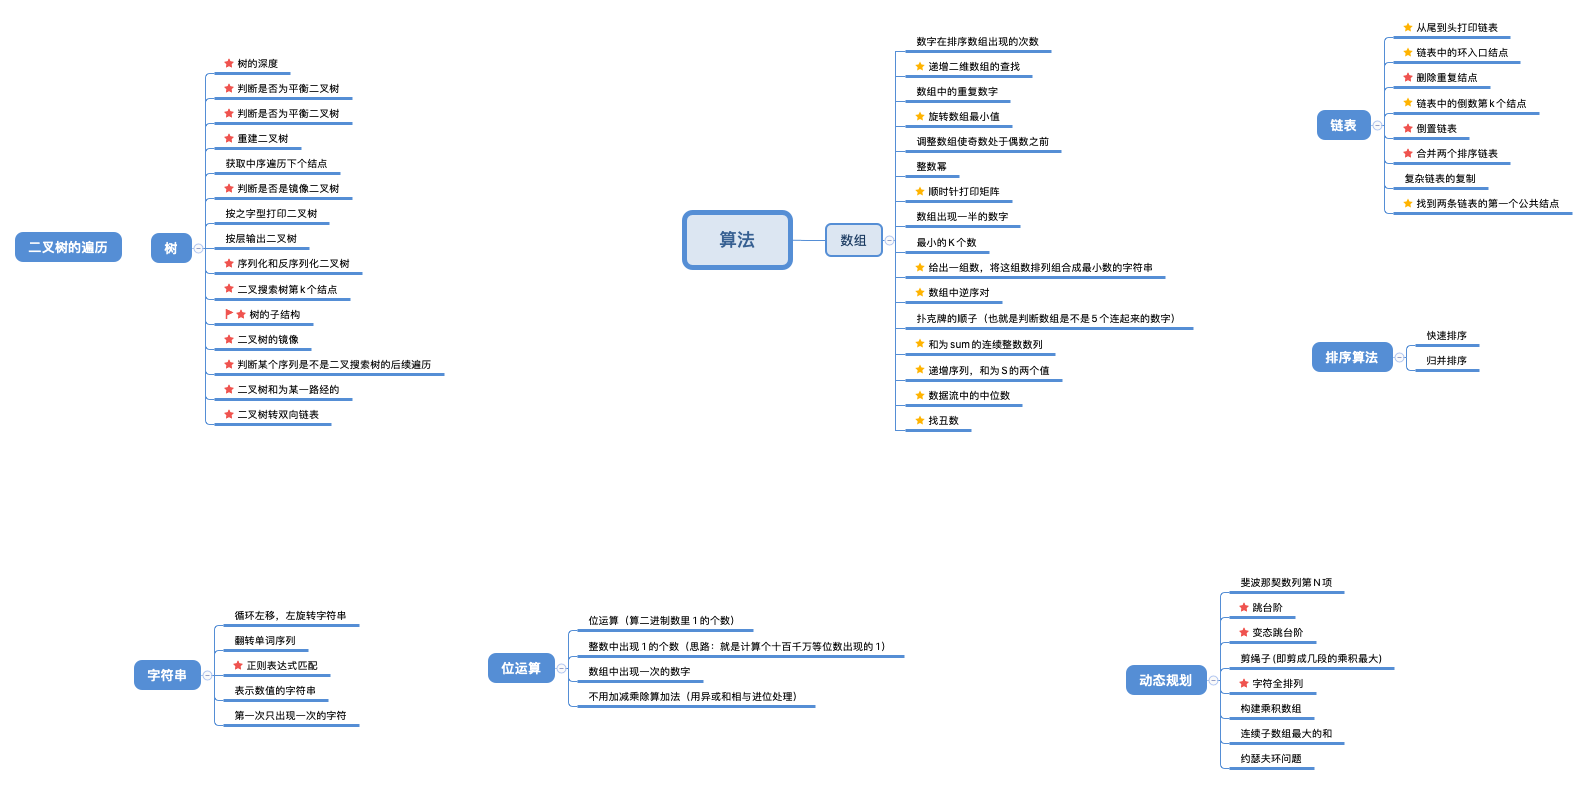 二叉树的遍历
树
树的深度
判断是否为平衡二叉树
判断是否为平衡二叉树
重建二叉树
获取中序遍历下个结点
判断是否是镜像二叉树
按之字型打印二叉树
按层输出二叉树
序列化和反序列化二叉树
二叉搜索树第k个结点
树的子结构
二叉树的镜像
判断某个序列是不是二叉搜索树的后续遍历
二叉树和为某一路经的
二叉树转双向链表
算法
数组
数字在排序数组出现的次数
递增二维数组的查找
数组中的重复数字
旋转数组最小值
调整数组使奇数处于偶数之前
整数幂
顺时针打印矩阵
数组出现一半的数字
最小的K个数
给出一组数，将这组数排列组合成最小数的字符串
数组中逆序对
扑克牌的顺子（也就是判断数组是不是5个连起来的数字）
和为sum的连续整数数列
递增序列，和为S的两个值
数据流中的中位数
找丑数
链表
从尾到头打印链表
链表中的环入口结点
删除重复结点
链表中的倒数第k个结点
倒置链表
合并两个排序链表
复杂链表的复制
找到两条链表的第一个公共结点
排序算法
快速排序
归并排序
字符串
循环左移，左旋转字符串
翻转单词序列
正则表达式匹配
表示数值的字符串
第一次只出现一次的字符
位运算
位运算（算二进制数里1的个数）
整数中出现1的个数（思路：就是计算个十百千万等位数出现的1）
数组中出现一次的数字
不用加减乘除算加法（用异或和相与进位处理）
动态规划
斐波那契数列第N项
跳台阶
变态跳台阶
剪绳子(即剪成几段的乘积最大)
字符全排列
构建乘积数组
连续子数组最大的和
约瑟夫环问题